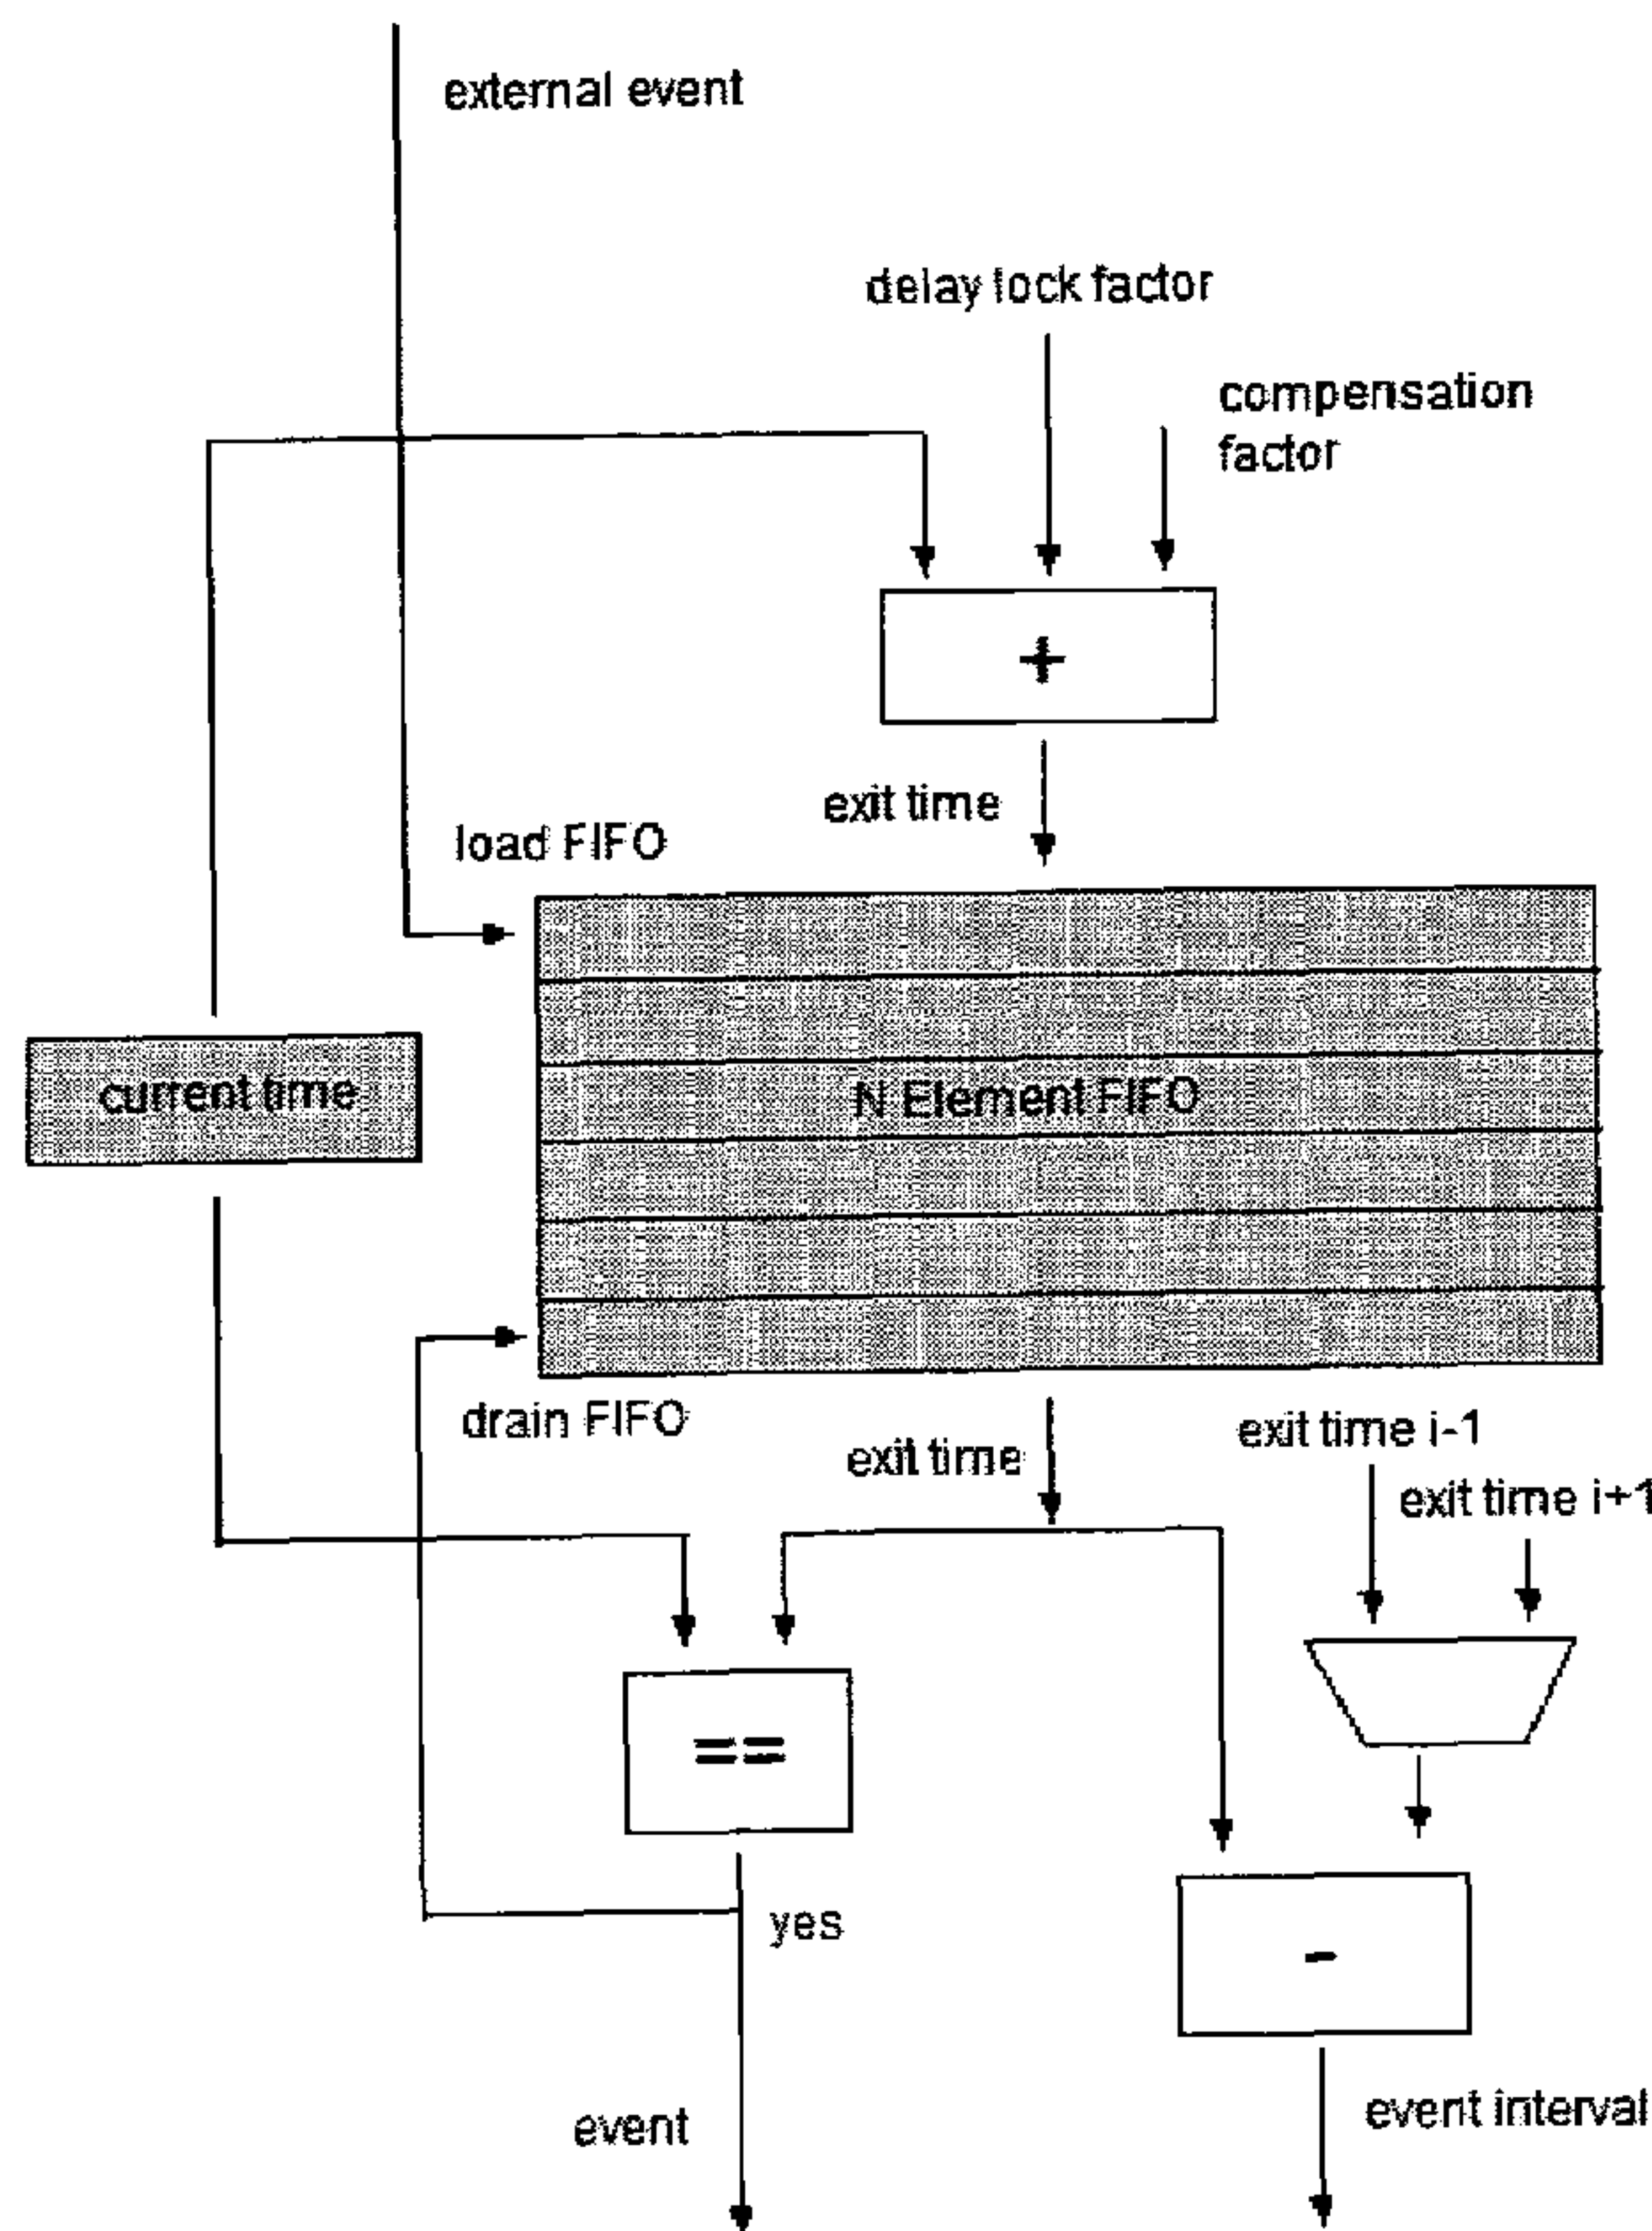 external event
delay lock factor
compensation
factor
+
exit time
load FIFO
current time
N Element FIFO
drain FIFO
exit time
exit time i-1
exit time i+1
==
yes
-
event
event interval